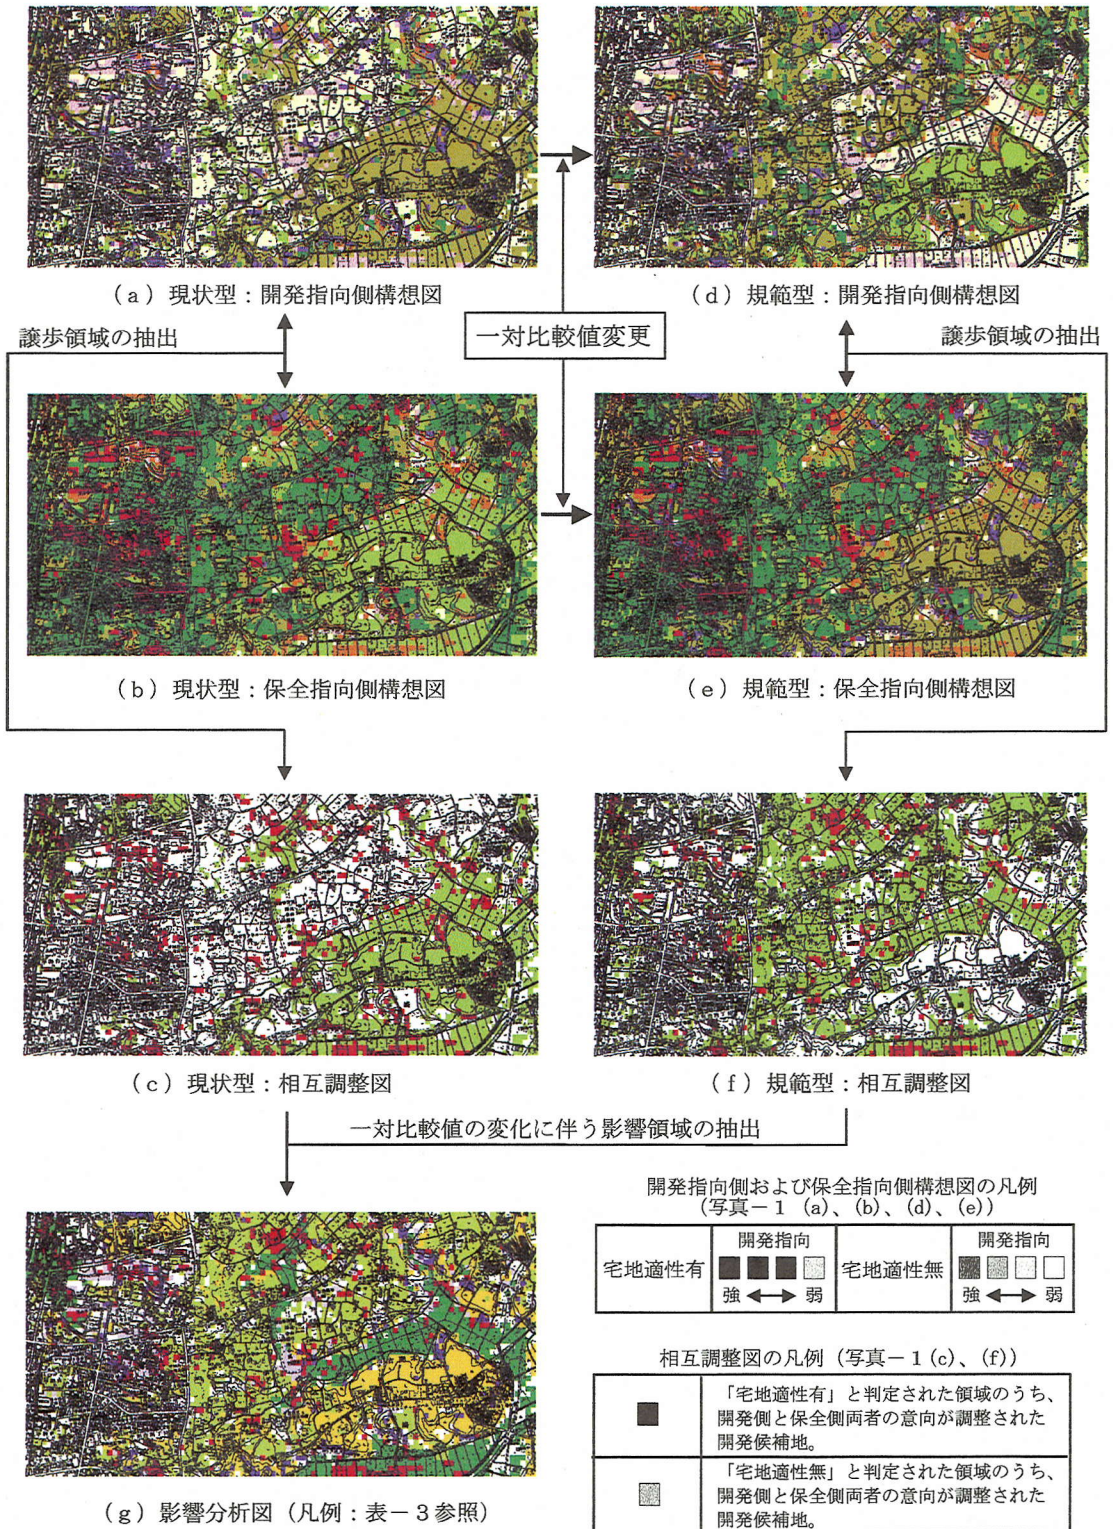 (a) 現状型：開発指向側構想図
(d) 規範型：開発指向側構想図
譲歩領域の抽出
一対比較値変更
譲歩領域の抽出
(b) 現状型：保全指向側構想図
(e) 規範型：保全指向側構想図
(c) 現状型：相互調整図
(f) 規範型：相互調整図
一対比較値の変化に伴う影響領域の抽出
開発指向側および保全指向側構想図の凡例
(写真－1 (a)、(b)、(d)、(e))
宅地適性有
開発指向
強 弱
宅地適性無
開発指向
強 弱
相互調整図の凡例 (写真－1 (c)、(f))
「宅地適性有」と判定された領域のうち、
開発側と保全側両者の意向が調整された
開発候補地。
「宅地適性無」と判定された領域のうち、
開発側と保全側両者の意向が調整された
開発候補地。
(g) 影響分析図 (凡例：表－3参照)